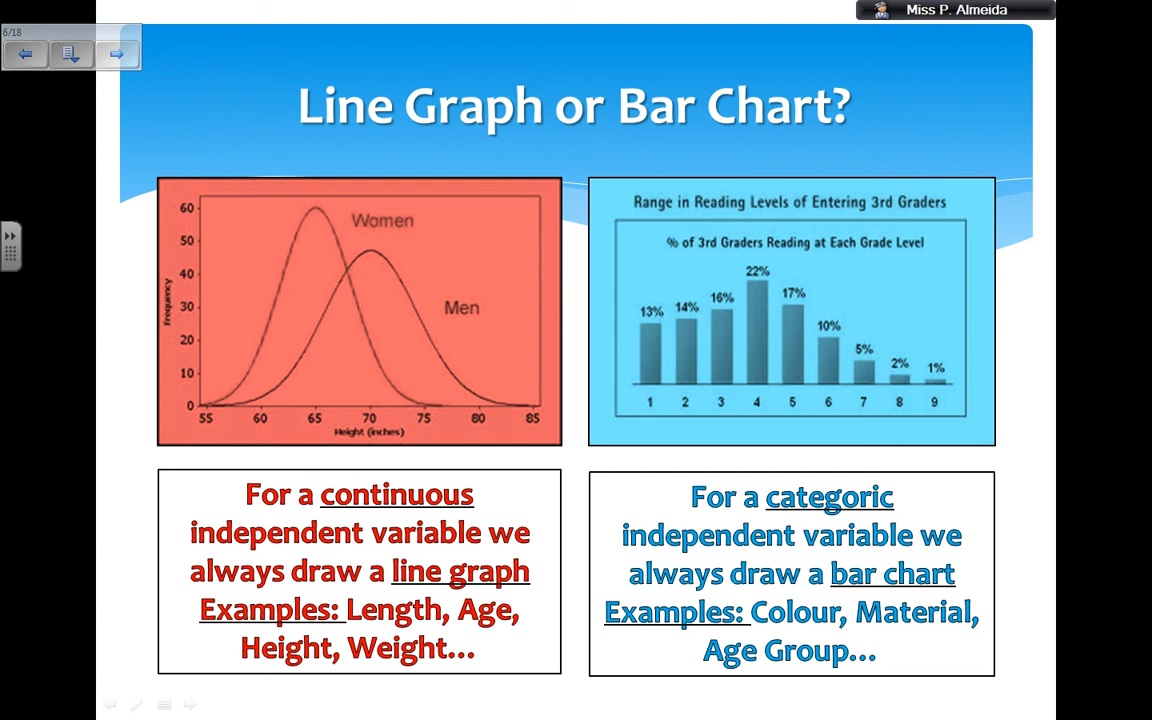 Miss P. Almeida
6/18
Line Graph or Bar Chart?
60
50
40
30
20
10
0
Frequency
Women
Men
55 60 65 70 75 80 85
Height (inches)
Range in Reading Levels of Entering 3rd Graders
% of 3rd Graders Reading at Each Grade Level
13% 14% 16% 22% 17% 10% 5% 2% 1%
1 2 3 4 5 6 7 8 9
For a continuous
independent variable we
always draw a line graph
Examples: Length, Age,
Height, Weight...
For a categoric
independent variable we
always draw a bar chart
Examples: Colour, Material,
Age Group...